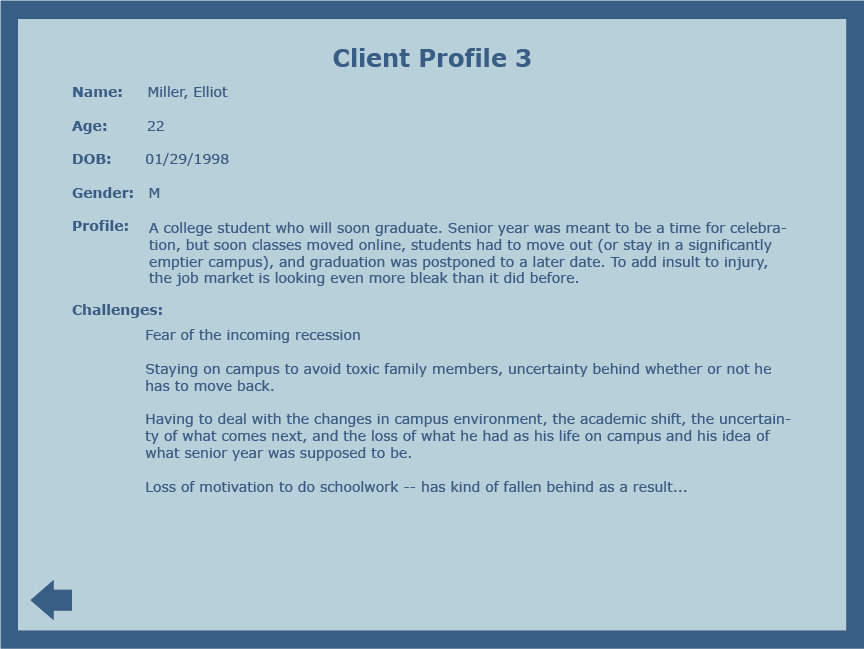 Client Profile 3
Name: Miller, Elliot
Age: 22
DOB: 01/29/1998
Gender: M
Profile: A college student who will soon graduate. Senior year was meant to be a time for celebra-
tion, but soon classes moved online, students had to move out (or stay in a significantly
emptier campus), and graduation was postponed to a later date. To add insult to injury,
the job market is looking even more bleak than it did before.
Challenges:
Fear of the incoming recession
Staying on campus to avoid toxic family members, uncertainty behind whether or not he
has to move back.
Having to deal with the changes in campus environment, the academic shift, the uncertain-
ty of what comes next, and the loss of what he had as his life on campus and his idea of
what senior year was supposed to be.
Loss of motivation to do schoolwork -- has kind of fallen behind as a result...